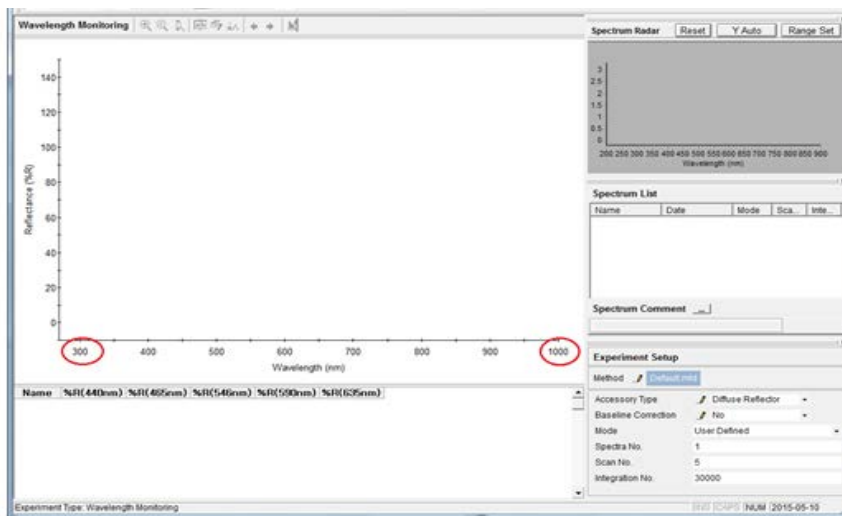 Wavelength Monitoring
140
120
100
80
60
40
20
0
Reflectance (%R)
300 400 500 600 700 800 900 1000
Wavelength (nm)
Name %R(440nm) %R(465nm) %R(546nm) %R(590nm) %R(635nm)
Experiment Type: Wavelength Monitoring
Spectrum Radar Reset Y Auto Range Set
3
2.5
2
1.5
1
0.5
0
200 250 300 350 400 450 500 550 600 650 700 750 800 850 900
Wavelength (nm)
Spectrum List
Name Date Mode Sca... Inte...
Spectrum Comment ...
Experiment Setup
Method Default.mtd
Accessory Type Diffuse Reflector
Baseline Correction No
Mode User Defined
Spectra No. 1
Scan No. 5
Integration No. 30000
CAPS NUM 2015-05-10